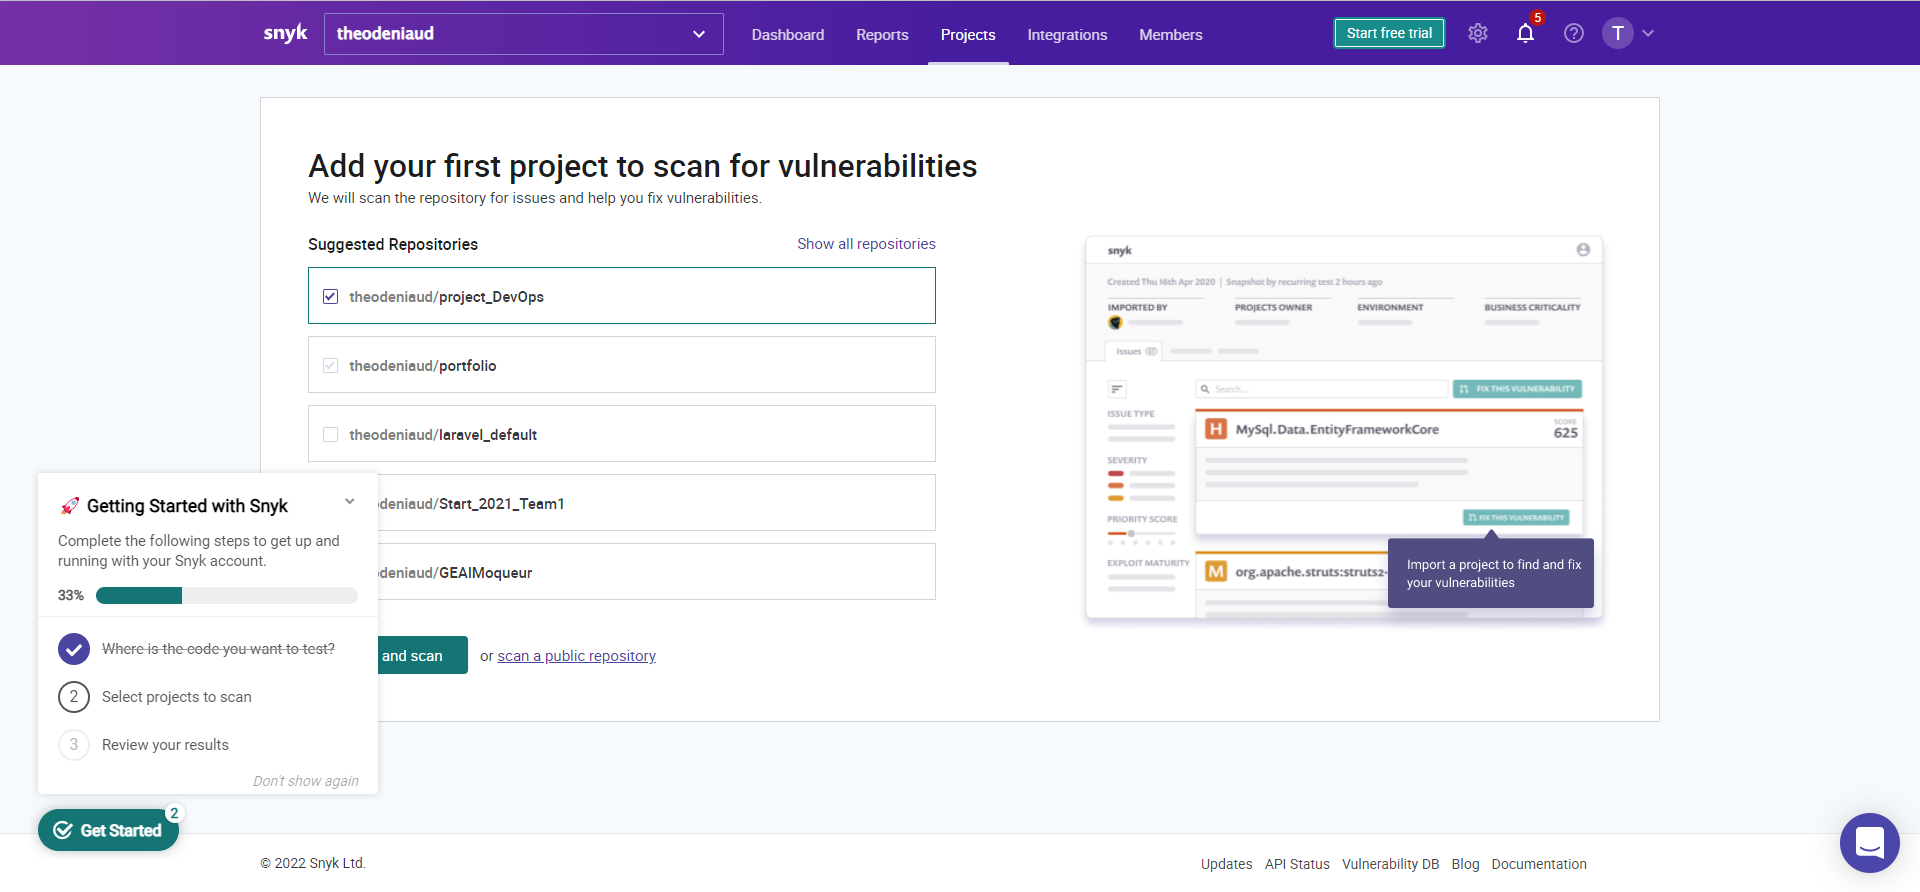 snyk
theodeniaud
Dashboard
Reports
Projects
Integrations
Members
Start free trial
5
T
Add your first project to scan for vulnerabilities
We will scan the repository for issues and help you fix vulnerabilities.
Suggested Repositories
Show all repositories
theodeniaud/project_DevOps
theodeniaud/portfolio
theodeniaud/laravel_default
deniaud/Start_2021_Team1
deniaud/GEAIMoqueur
and scan
or scan a public repository
snyk
Created Thu 16th Apr 2020 | Snapshot by recurring test 2 hours ago
IMPORTED BY
PROJECTS OWNER
ENVIRONMENT
BUSINESS CRITICALITY
Issues
Search...
FIX THIS VULNERABILITY
ISSUE TYPE
SEVERITY
PRIORITY SCORE
EXPLOIT MATURITY
H MySql.Data.EntityFrameworkCore
SCORE
625
FIX THIS VULNERABILITY
M org.apache.struts:struts2-
Import a project to find and fix
your vulnerabilities
Getting Started with Snyk
Complete the following steps to get up and
running with your Snyk account.
33%
Where is the code you want to test?
2 Select projects to scan
3 Review your results
Don't show again
Get Started
2
© 2022 Snyk Ltd.
Updates
API Status
Vulnerability DB
Blog
Documentation